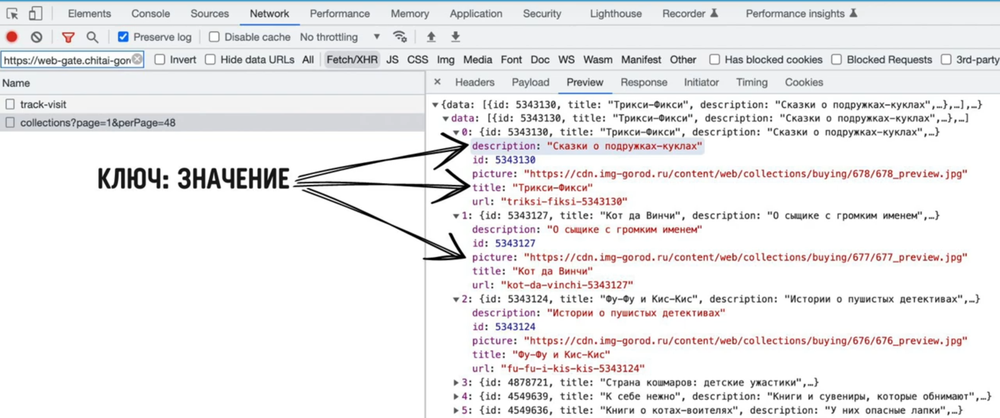 Elements Console Sources Network Performance Memory Application Security Lighthouse Recorder Performance insights
Preserve log Disable cache No throttling
https://web-gate.chitai-gor Invert Hide data URLs All Fetch/XHR JS CSS Img Media Font Doc WS Wasm Manifest Other Has blocked cookies Blocked Requests 3rd-party
Name
track-visit
collections?page=1&perPage=48
КЛЮЧ: ЗНАЧЕНИЕ
× Headers Payload Preview Response Initiator Timing Cookies
▼{data: [{id: 5343130, title: "Трикси-Фикси", description: "Сказки о подружках-куклах",…},…],…}
▼data: [{id: 5343130, title: "Трикси-Фикси", description: "Сказки о подружках-куклах",…},…]
▼0: {id: 5343130, title: "Трикси-Фикси", description: "Сказки о подружках-куклах",…}
description: "Сказки о подружках-куклах"
id: 5343130
picture: "https://cdn.img-gorod.ru/content/web/collections/buying/678/678_preview.jpg"
title: "Трикси-Фикси"
url: "triksi-fiksi-5343130"
▼1: {id: 5343127, title: "Кот да Винчи", description: "О сыщике с громким именем",…}
description: "О сыщике с громким именем"
id: 5343127
picture: "https://cdn.img-gorod.ru/content/web/collections/buying/677/677_preview.jpg"
title: "Кот да Винчи"
url: "kot-da-vinchi-5343127"
▼2: {id: 5343124, title: "Фу-Фу и Кис-Кис", description: "Истории о пушистых детективах",…}
description: "Истории о пушистых детективах"
id: 5343124
picture: "https://cdn.img-gorod.ru/content/web/collections/buying/676/676_preview.jpg"
title: "Фу-Фу и Кис-Кис"
url: "fu-fu-i-kis-kis-5343124"
▶3: {id: 4878721, title: "Страна кошмаров: детские ужастики",…}
▶4: {id: 4549639, title: "К себе нежно", description: "Книги и сувениры, которые обнимают",…}
▶5: {id: 4549636, title: "Книги о котах-воителях", description: "У них опасные лапки",…}